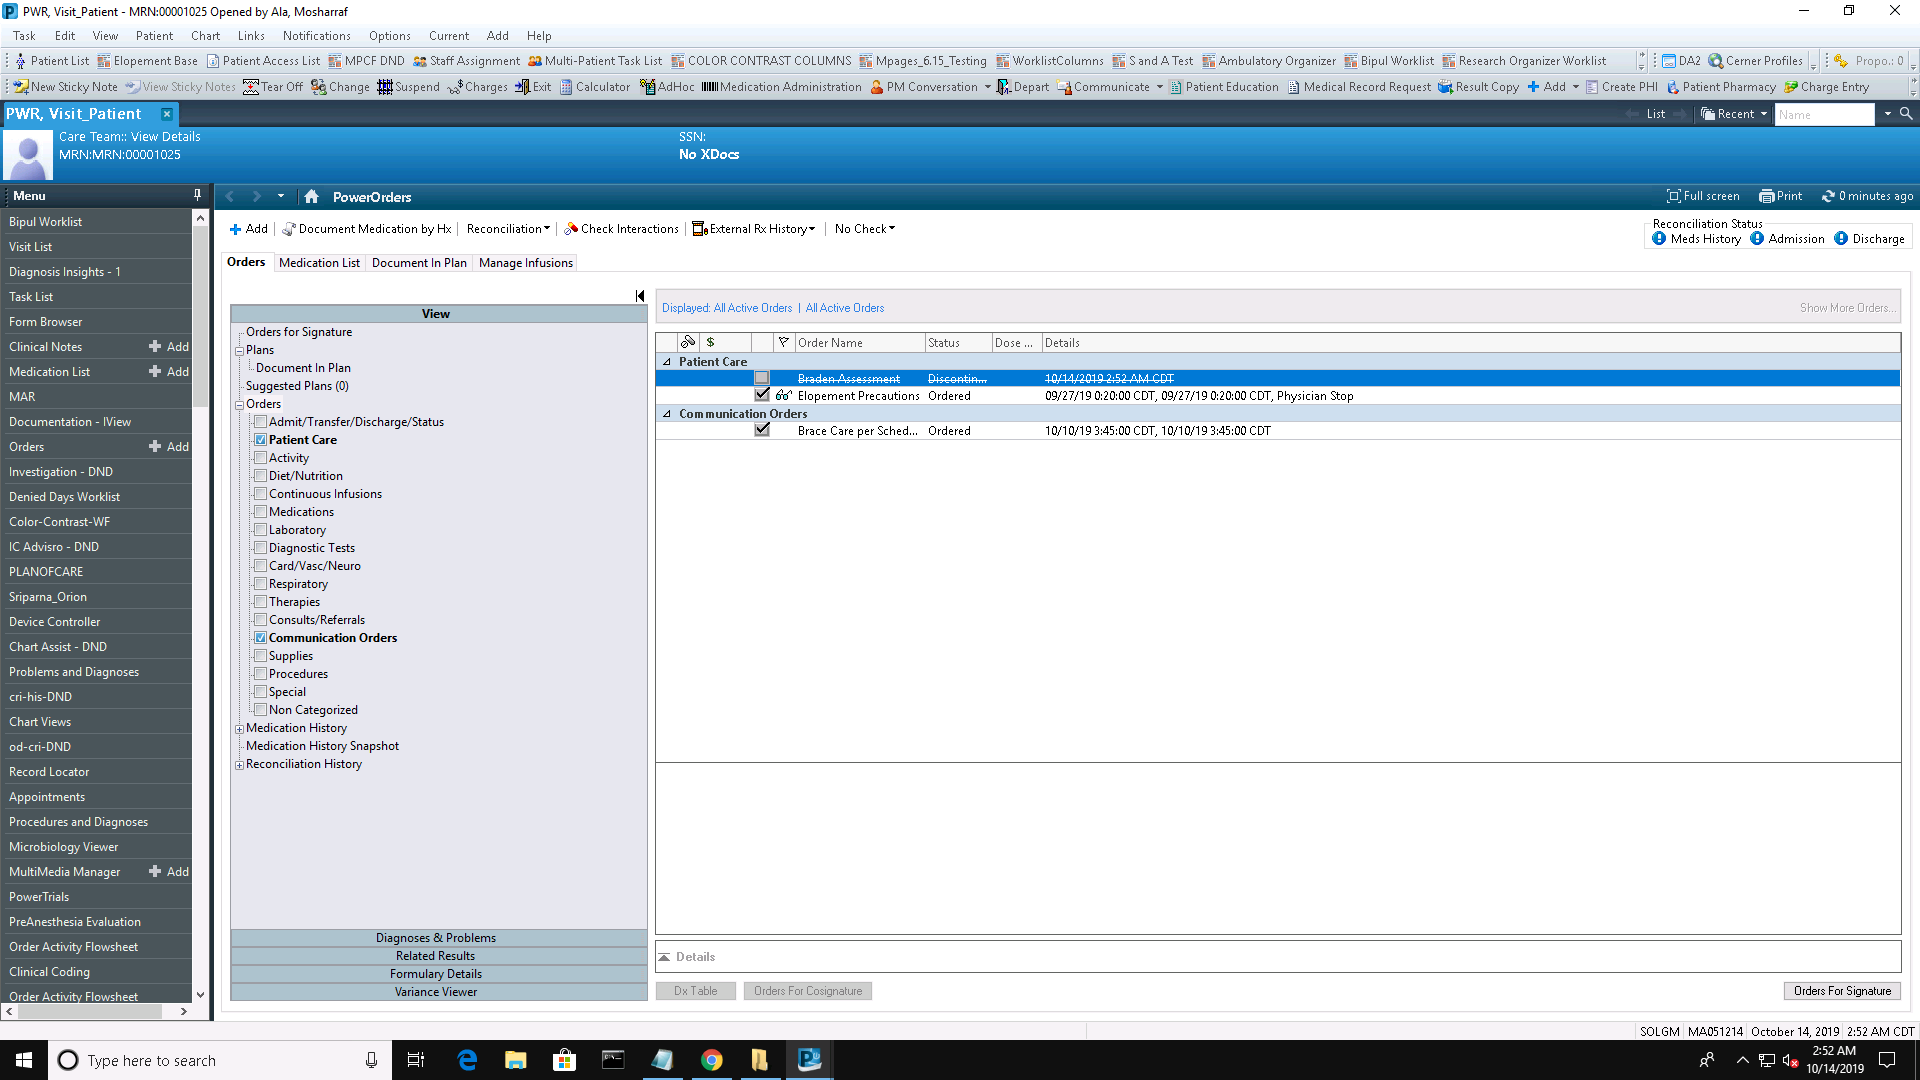 PWR, Visit_Patient - MRN:00001025 Opened by Ala, Mosharraf
Task Edit View Patient Chart Links Notifications Options Current Add Help
Patient List Elopement Base Patient Access List MPCF DND Staff Assignment Multi-Patient Task List COLOR CONTRAST COLUMNS Mpages_6.15_Testing WorklistColumns S and A Test Ambulatory Organizer Bipul Worklist Research Organizer Worklist DA2 Cerner Profiles Propo.: 0
New Sticky Note View Sticky Notes Tear Off Change Suspend Charges Exit Calculator AdHoc Medication Administration PM Conversation Depart Communicate Patient Education Medical Record Request Result Copy Add Create PHI Patient Pharmacy Charge Entry
PWR, Visit_Patient List Recent Name
Care Team:: View Details SSN:
MRN:MRN:00001025 No XDocs
Menu PowerOrders Full screen Print 0 minutes ago
Bipul Worklist
Visit List
Diagnosis Insights - 1
Task List
Form Browser
Clinical Notes Add
Medication List Add
MAR
Documentation - IView
Orders Add
Investigation - DND
Denied Days Worklist
Color-Contrast-WF
IC Advisro - DND
PLANOFCARE
Sriparna_Orion
Device Controller
Chart Assist - DND
Problems and Diagnoses
cri-his-DND
Chart Views
od-cri-DND
Record Locator
Appointments
Procedures and Diagnoses
Microbiology Viewer
MultiMedia Manager Add
PowerTrials
PreAnesthesia Evaluation
Order Activity Flowsheet
Clinical Coding
Order Activity Flowsheet
Add Document Medication by Hx Reconciliation Check Interactions External Rx History No Check
Reconciliation Status
Meds History Admission Discharge
Orders Medication List Document In Plan Manage Infusions
View
Orders for Signature
Plans
Document In Plan
Suggested Plans (0)
Orders
Admit/Transfer/Discharge/Status
Patient Care
Activity
Diet/Nutrition
Continuous Infusions
Medications
Laboratory
Diagnostic Tests
Card/Vasc/Neuro
Respiratory
Therapies
Consults/Referrals
Communication Orders
Supplies
Procedures
Special
Non Categorized
Medication History
Medication History Snapshot
Reconciliation History
Diagnoses & Problems
Related Results
Formulary Details
Variance Viewer
Displayed: All Active Orders | All Active Orders Show More Orders...
$ Order Name Status Dose ... Details
Patient Care
Braden Assessment Discontin... 10/14/2019 2:52 AM CDT
Elopement Precautions Ordered 09/27/19 0:20:00 CDT, 09/27/19 0:20:00 CDT, Physician Stop
Communication Orders
Brace Care per Sched... Ordered 10/10/19 3:45:00 CDT, 10/10/19 3:45:00 CDT
Details
Dx Table Orders For Cosignature Orders For Signature
SOLGM MA051214 October 14, 2019 2:52 AM CDT
Type here to search
2:52 AM
10/14/2019